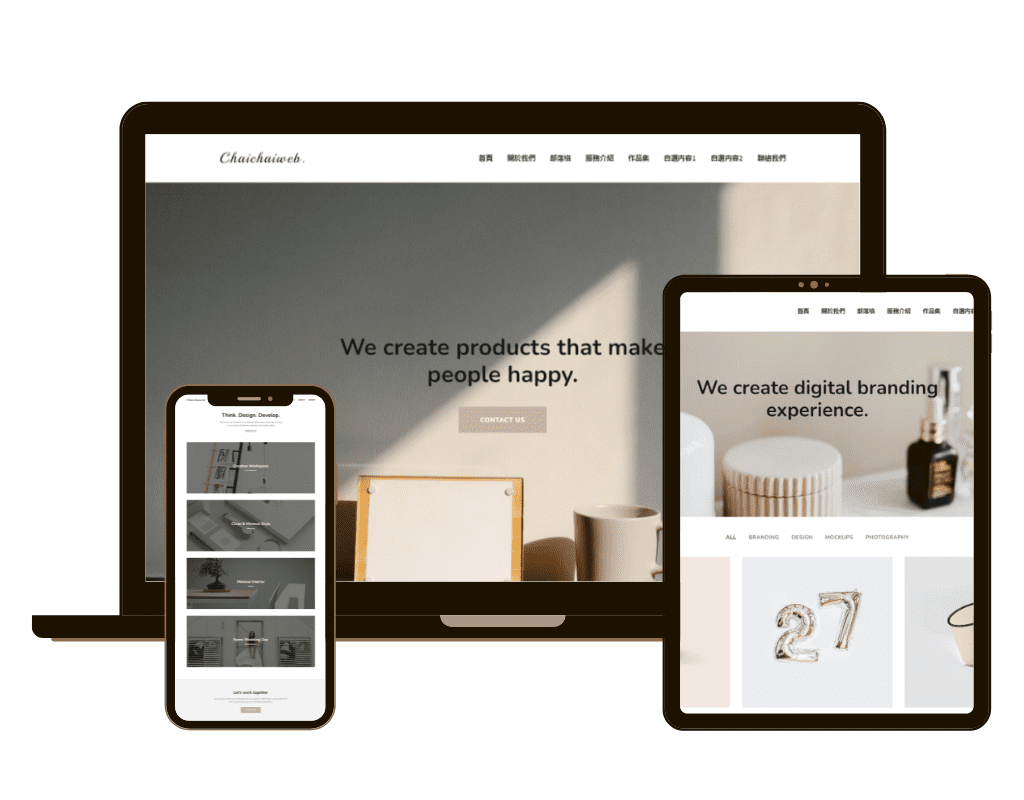 Chaichaiweb.
首頁 關於我們 部落格 服務介紹 作品集 自選內容1 自選內容2 聯絡我們
We create products that make
people happy.
CONTACT US
首頁 關於我們 部落格 服務介紹 作品集 自選內
We create digital branding
experience.
ALL BRANDING DESIGN MOCKUPS PHOTOGRAPHY
27
Think. Design. Develop.
Creative Workspace
Clean & Minimal Style
Minimal Interior
Let's work together